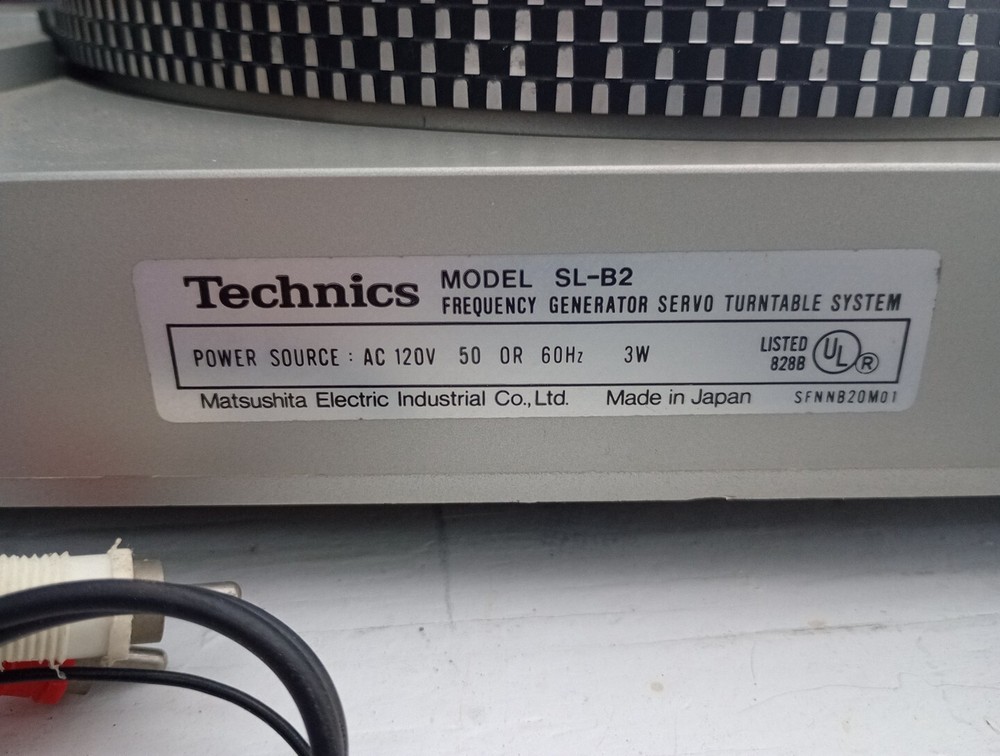 Technics MODEL SL-B2
FREQUENCY GENERATOR SERVO TURNTABLE SYSTEM
POWER SOURCE : AC 120V 50 OR 60Hz 3W
LISTED
828B
UL
R
Matsushita Electric Industrial Co., Ltd. Made in Japan SFNNB20M01